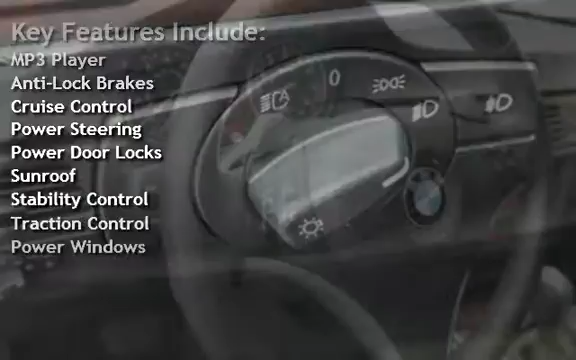 Key Features Include:
MP3 Player
Anti-Lock Brakes
Cruise Control
Power Steering
Power Door Locks
Sunroof
Stability Control
Traction Control
Power Windows
0